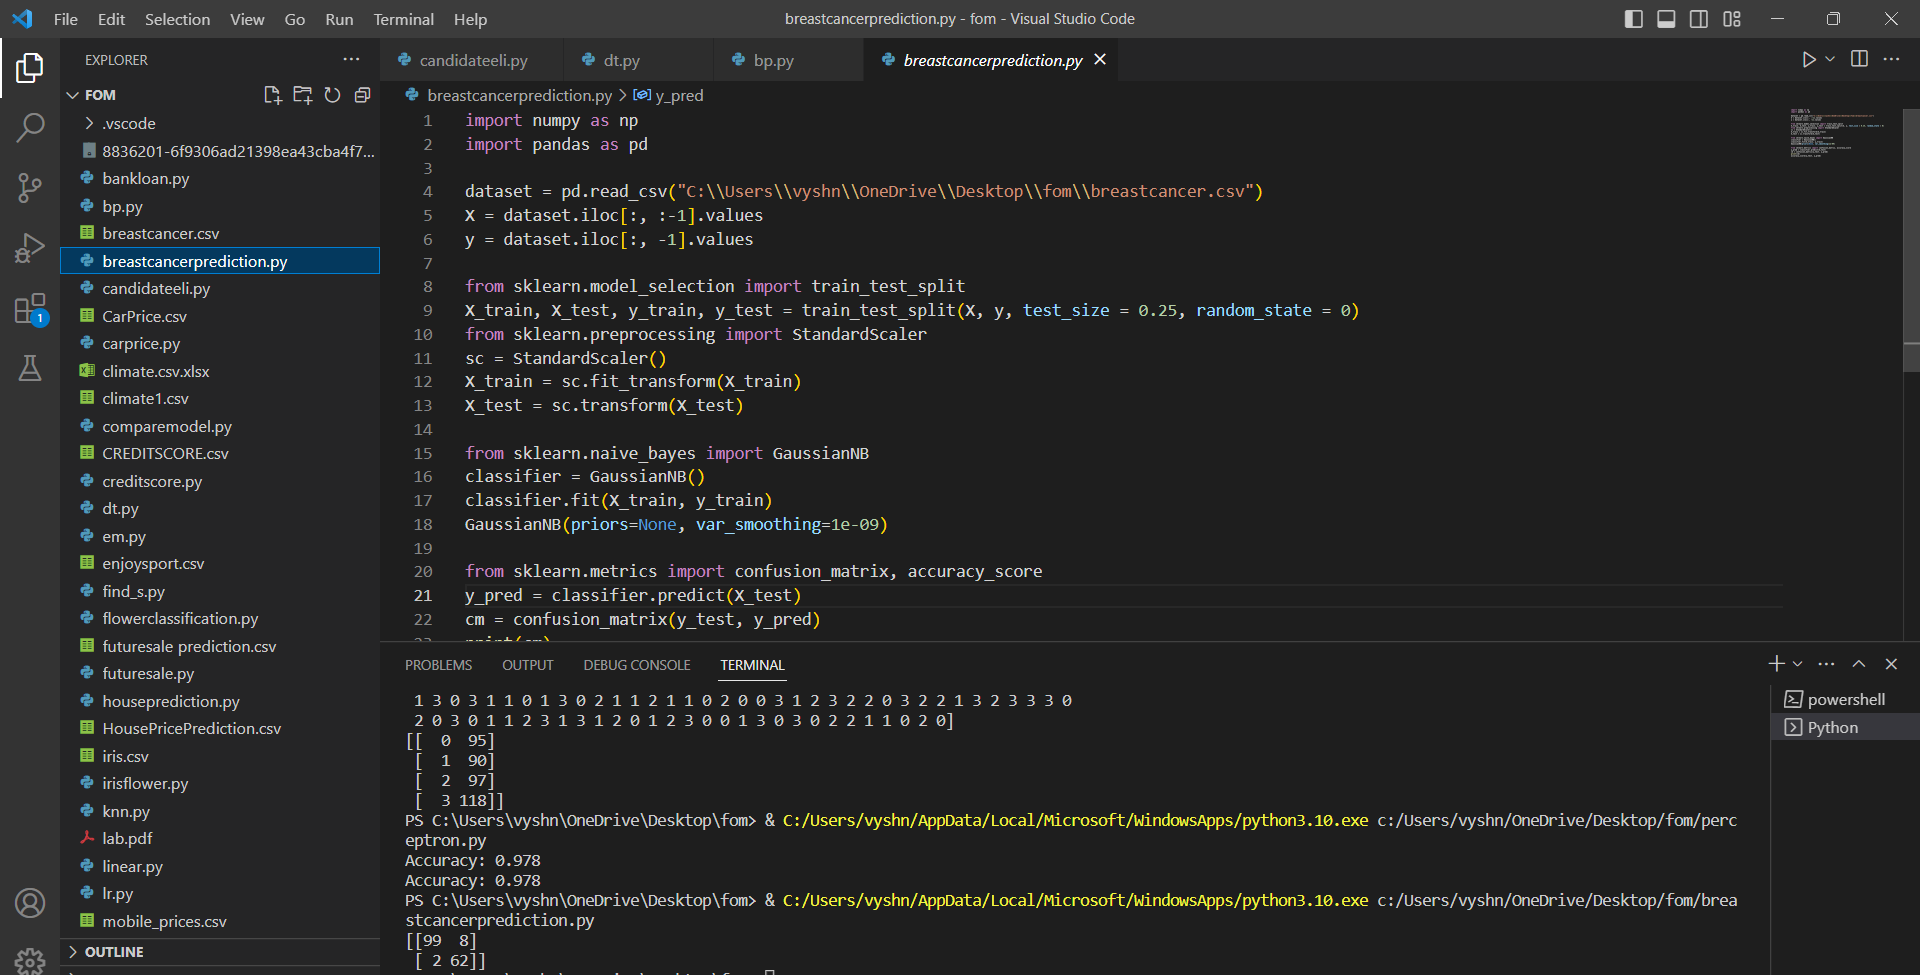 File Edit Selection View Go Run Terminal Help
breastcancerprediction.py - fom - Visual Studio Code
EXPLORER
FOM
.vscode
8836201-6f9306ad21398ea43cba4f7...
bankloan.py
bp.py
breastcancer.csv
breastcancerprediction.py
candidateeli.py
CarPrice.csv
carprice.py
climate.csv.xlsx
climate1.csv
comparemodel.py
CREDITSCORE.csv
creditscore.py
dt.py
em.py
enjoysport.csv
find_s.py
flowerclassification.py
futuresale prediction.csv
futuresale.py
houseprediction.py
HousePricePrediction.csv
iris.csv
irisflower.py
knn.py
lab.pdf
linear.py
lr.py
mobile_prices.csv
OUTLINE
1
candidateeli.py dt.py bp.py breastcancerprediction.py
breastcancerprediction.py > y_pred
1 import numpy as np
2 import pandas as pd
3
4 dataset = pd.read_csv("C:\\Users\\vyshn\\OneDrive\\Desktop\\fom\\breastcancer.csv")
5 X = dataset.iloc[:, :-1].values
6 y = dataset.iloc[:, -1].values
7
8 from sklearn.model_selection import train_test_split
9 X_train, X_test, y_train, y_test = train_test_split(X, y, test_size = 0.25, random_state = 0)
10 from sklearn.preprocessing import StandardScaler
11 sc = StandardScaler()
12 X_train = sc.fit_transform(X_train)
13 X_test = sc.transform(X_test)
14
15 from sklearn.naive_bayes import GaussianNB
16 classifier = GaussianNB()
17 classifier.fit(X_train, y_train)
18 GaussianNB(priors=None, var_smoothing=1e-09)
19
20 from sklearn.metrics import confusion_matrix, accuracy_score
21 y_pred = classifier.predict(X_test)
22 cm = confusion_matrix(y_test, y_pred)
23 print(cm)
PROBLEMS OUTPUT DEBUG CONSOLE TERMINAL
1 3 0 3 1 1 0 1 3 0 2 1 1 2 1 1 0 2 0 0 3 1 2 3 2 2 0 3 2 2 1 3 2 3 3 3 0
2 0 3 0 1 1 2 3 1 3 1 2 0 1 2 3 0 0 1 3 0 3 0 2 2 1 1 0 2 0]
[[ 0 95]
[ 1 90]
[ 2 97]
[ 3 118]]
PS C:\Users\vyshn\OneDrive\Desktop\fom> & C:/Users/vyshn/AppData/Local/Microsoft/WindowsApps/python3.10.exe c:/Users/vyshn/OneDrive/Desktop/fom/perc
eptron.py
Accuracy: 0.978
Accuracy: 0.978
PS C:\Users\vyshn\OneDrive\Desktop\fom> & C:/Users/vyshn/AppData/Local/Microsoft/WindowsApps/python3.10.exe c:/Users/vyshn/OneDrive/Desktop/fom/brea
stcancerprediction.py
[[99 8]
[ 2 62]]
powershell
Python